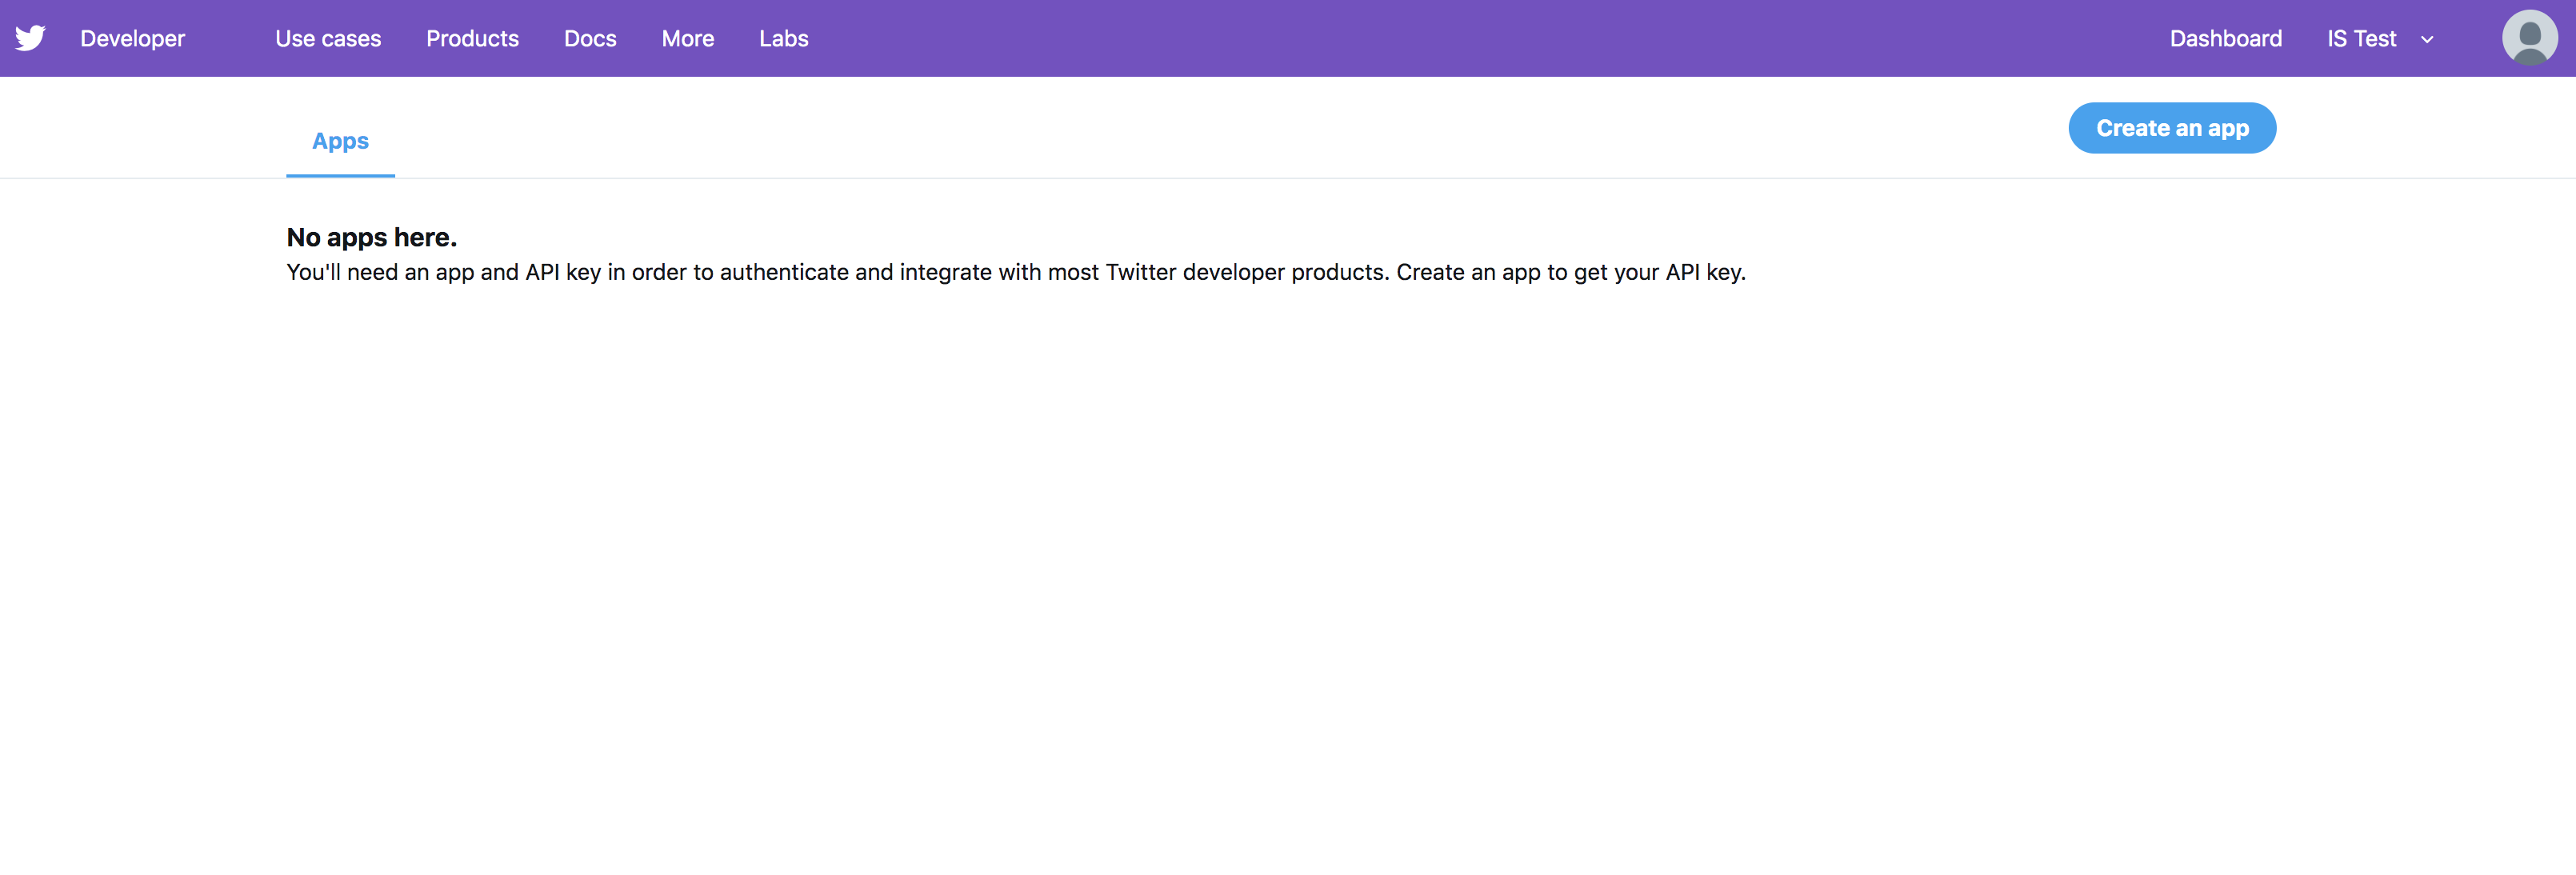 Developer Use cases Products Docs More Labs Dashboard IS Test
Apps
Create an app
No apps here.
You'll need an app and API key in order to authenticate and integrate with most Twitter developer products. Create an app to get your API key.